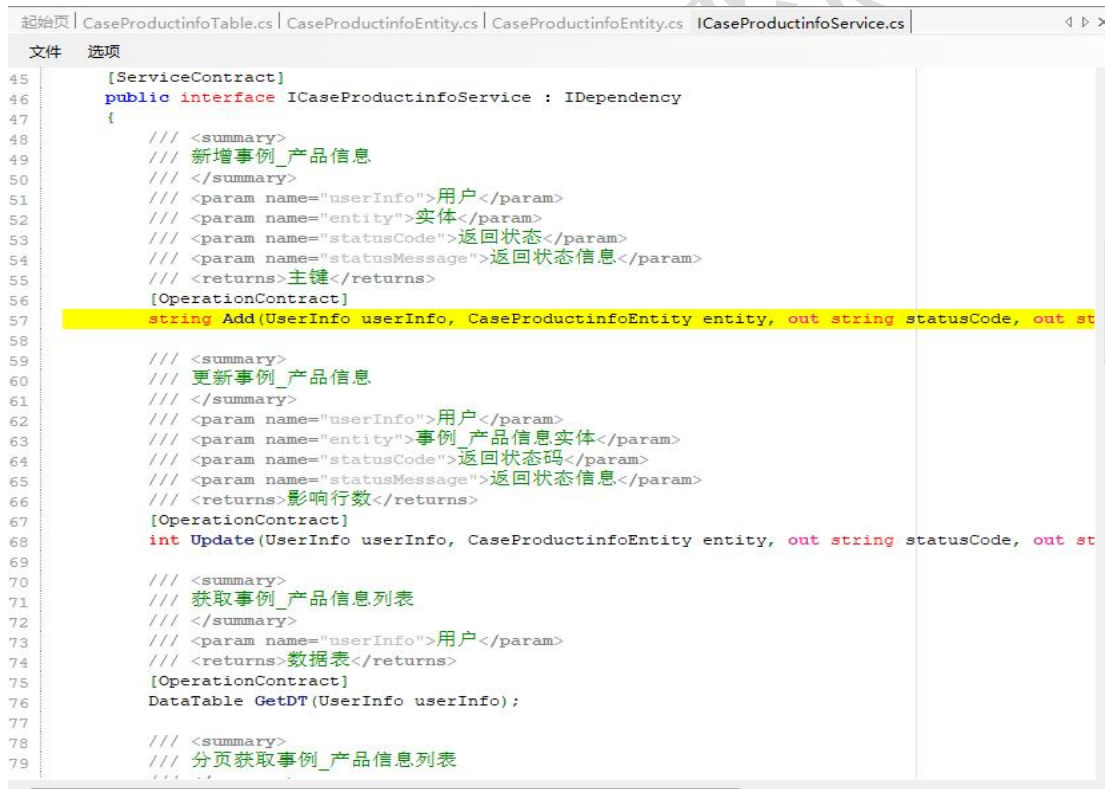 起始页 CaseProductinfoTable.cs CaseProductinfoEntity.cs CaseProductinfoEntity.cs ICaseProductinfoService.cs
文件 选项
45 [ServiceContract]
46 public interface ICaseProductinfoService : IDependency
47 {
48 /// <summary>
49 /// 新增事例_产品信息
50 /// </summary>
51 /// <param name="userInfo">用户</param>
52 /// <param name="entity">实体</param>
53 /// <param name="statusCode">返回状态</param>
54 /// <param name="statusMessage">返回状态信息</param>
55 /// <returns>主键</returns>
56 [OperationContract]
57 string Add(UserInfo userInfo, CaseProductinfoEntity entity, out string statusCode, out st
58
59 /// <summary>
60 /// 更新事例_产品信息
61 /// </summary>
62 /// <param name="userInfo">用户</param>
63 /// <param name="entity">事例_产品信息实体</param>
64 /// <param name="statusCode">返回状态码</param>
65 /// <param name="statusMessage">返回状态信息</param>
66 /// <returns>影响行数</returns>
67 [OperationContract]
68 int Update(UserInfo userInfo, CaseProductinfoEntity entity, out string statusCode, out st
69
70 /// <summary>
71 /// 获取事例_产品信息列表
72 /// </summary>
73 /// <param name="userInfo">用户</param>
74 /// <returns>数据表</returns>
75 [OperationContract]
76 DataTable GetDT(UserInfo userInfo);
77
78 /// <summary>
79 /// 分页获取事例_产品信息列表